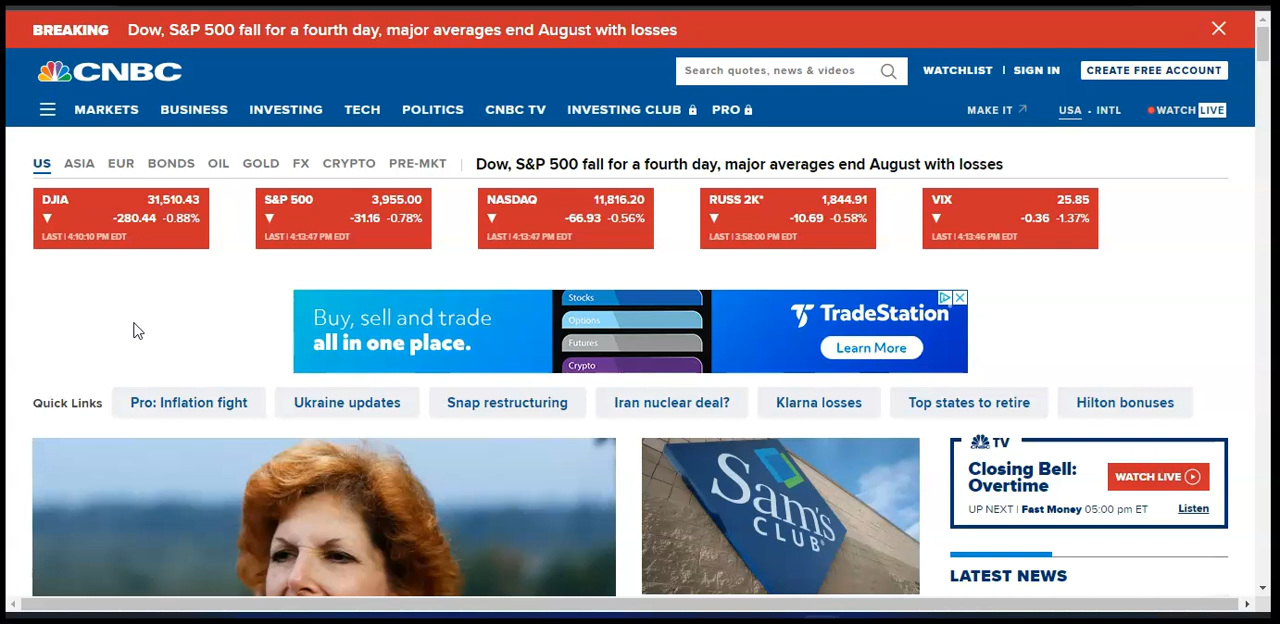 BREAKING Dow, S&P 500 fall for a fourth day, major averages end August with losses
CNBC
Search quotes, news & videos
WATCHLIST | SIGN IN
CREATE FREE ACCOUNT
MARKETS BUSINESS INVESTING TECH POLITICS CNBC TV INVESTING CLUB PRO
MAKE IT USA • INTL WATCH LIVE
US ASIA EUR BONDS OIL GOLD FX CRYPTO PRE-MKT
Dow, S&P 500 fall for a fourth day, major averages end August with losses
DJIA 31,510.43
-280.44 -0.88%
LAST | 4:10:10 PM EDT
S&P 500 3,955.00
-31.16 -0.78%
LAST | 4:13:47 PM EDT
NASDAQ 11,816.20
-66.93 -0.56%
LAST | 4:13:47 PM EDT
RUSS 2K* 1,844.91
-10.69 -0.58%
LAST | 3:58:00 PM EDT
VIX 25.85
-0.36 -1.37%
LAST | 4:13:46 PM EDT
Buy, sell and trade
all in one place.
Stocks
Options
Futures
Crypto
TradeStation
Learn More
Quick Links Pro: Inflation fight Ukraine updates Snap restructuring Iran nuclear deal? Klarna losses Top states to retire Hilton bonuses
Sam's
CLUB
CNBC TV
Closing Bell:
Overtime
WATCH LIVE
UP NEXT | Fast Money 05:00 pm ET
Listen
LATEST NEWS